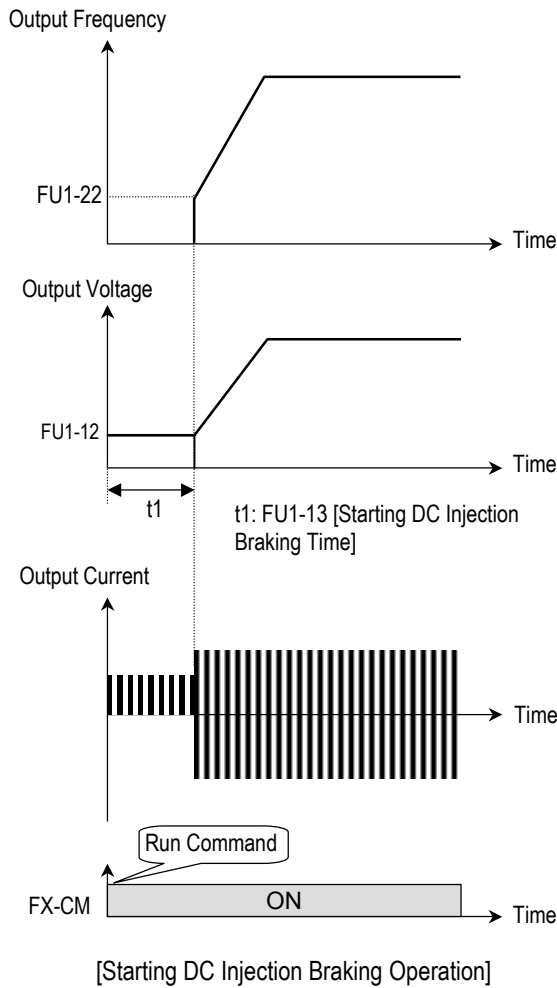 Output Frequency
FU1-22
Time
Output Voltage
FU1-12
Time
t1
t1: FU1-13 [Starting DC Injection
Braking Time]
Output Current
Time
Run Command
FX-CM
ON
Time
[Starting DC Injection Braking Operation]